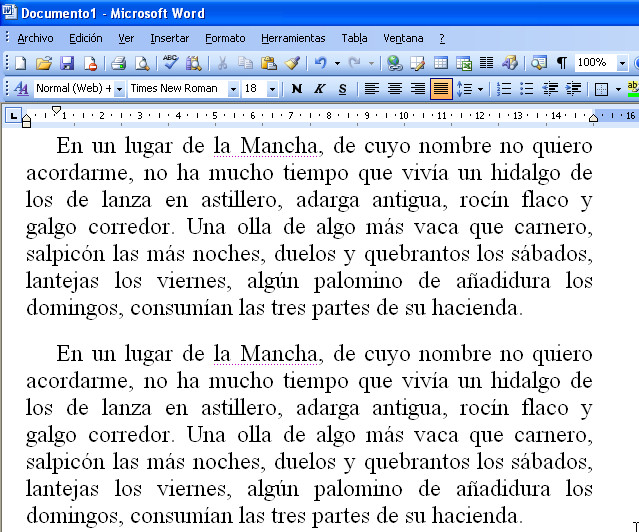 Documento1 - Microsoft Word
Archivo Edición Ver Insertar Formato Herramientas Tabla Ventana ?
100%
Normal (Web) + Times New Roman 18 N K S
1 2 3 4 5 6 7 8 9 10 11 12 13 14 16
En un lugar de la Mancha, de cuyo nombre no quiero
acordarme, no ha mucho tiempo que vivía un hidalgo de
los de lanza en astillero, adarga antigua, rocín flaco y
galgo corredor. Una olla de algo más vaca que carnero,
salpicón las más noches, duelos y quebrantos los sábados,
lantejas los viernes, algún palomino de añadidura los
domingos, consumían las tres partes de su hacienda.
En un lugar de la Mancha, de cuyo nombre no quiero
acordarme, no ha mucho tiempo que vivía un hidalgo de
los de lanza en astillero, adarga antigua, rocín flaco y
galgo corredor. Una olla de algo más vaca que carnero,
salpicón las más noches, duelos y quebrantos los sábados,
lantejas los viernes, algún palomino de añadidura los
domingos, consumían las tres partes de su hacienda.